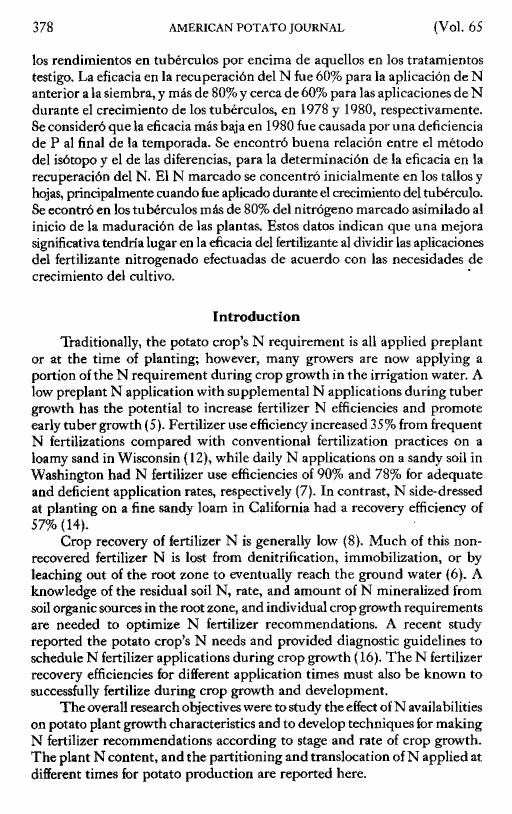 378 AMERICAN POTATO JOURNAL (Vol. 65
los rendimientos en tubérculos por encima de aquellos en los tratamientos
testigo. La eficacia en la recuperación del N fue 60% para la aplicación de N
anterior a la siembra, y más de 80% y cerca de 60% para las aplicaciones de N
durante el crecimiento de los tubérculos, en 1978 y 1980, respectivamente.
Se consideró que la eficacia más baja en 1980 fue causada por una deficiencia
de P al final de la temporada. Se encontró buena relación entre el método
del isótopo y el de las diferencias, para la determinación de la eficacia en la
recuperación del N. El N marcado se concentró inicialmente en los tallos y
hojas, principalmente cuando fue aplicado durante el crecimiento del tubérculo.
Se econtró en los tubérculos más de 80% del nitrógeno marcado asimilado al
inicio de la maduración de las plantas. Estos datos indican que una mejora
significativa tendría lugar en la eficacia del fertilizante al dividir las aplicaciones
del fertilizante nitrogenado efectuadas de acuerdo con las necesidades de
crecimiento del cultivo.
Introduction
Traditionally, the potato crop's N requirement is all applied preplant
or at the time of planting; however, many growers are now applying a
portion of the N requirement during crop growth in the irrigation water. A
low preplant N application with supplemental N applications during tuber
growth has the potential to increase fertilizer N efficiencies and promote
early tuber growth (5). Fertilizer use efficiency increased 35% from frequent
N fertilizations compared with conventional fertilization practices on a
loamy sand in Wisconsin (12), while daily N applications on a sandy soil in
Washington had N fertilizer use efficiencies of 90% and 78% for adequate
and deficient application rates, respectively (7). In contrast, N side-dressed
at planting on a fine sandy loam in California had a recovery efficiency of
57% (14).
Crop recovery of fertilizer N is generally low (8). Much of this non-
recovered fertilizer N is lost from denitrification, immobilization, or by
leaching out of the root zone to eventually reach the ground water (6). A
knowledge of the residual soil N, rate, and amount of N mineralized from
soil organic sources in the root zone, and individual crop growth requirements
are needed to optimize N fertilizer recommendations. A recent study
reported the potato crop's N needs and provided diagnostic guidelines to
schedule N fertilizer applications during crop growth (16). The N fertilizer
recovery efficiencies for different application times must also be known to
successfully fertilize during crop growth and development.
The overall research objectives were to study the effect of N availabilities
on potato plant growth characteristics and to develop techniques for making
N fertilizer recommendations according to stage and rate of crop growth.
The plant N content, and the partitioning and translocation of N applied at
different times for potato production are reported here.